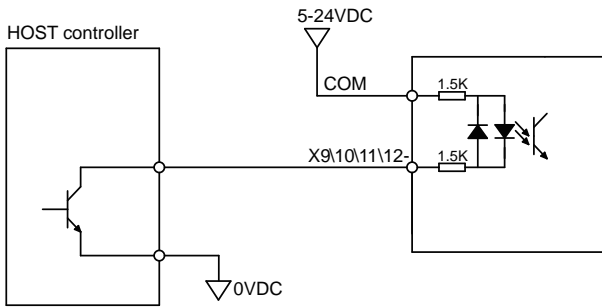 5-24VDC
HOST controller
COM
1.5K
X9\10\11\12-
1.5K
0VDC